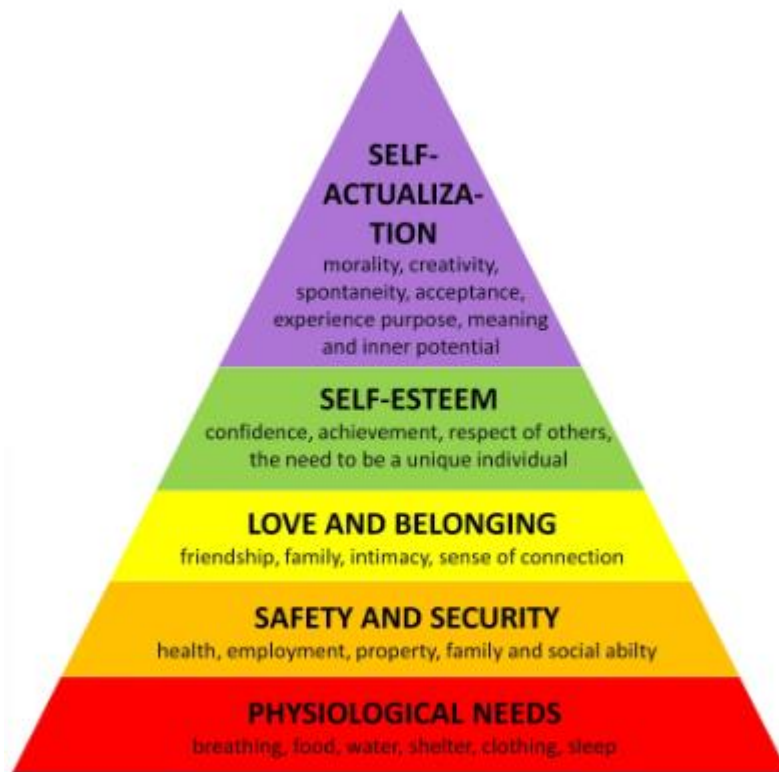 SELF-
ACTUALIZA-
TION
morality, creativity,
spontaneity, acceptance,
experience purpose, meaning
and inner potential
SELF-ESTEEM
confidence, achievement, respect of others,
the need to be a unique individual
LOVE AND BELONGING
friendship, family, intimacy, sense of connection
SAFETY AND SECURITY
health, employment, property, family and social abilty
PHYSIOLOGICAL NEEDS
breathing, food, water, shelter, clothing, sleep